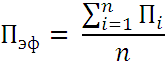 Пэф = ∑ⁿᵢ₌₁ Пᵢ / n